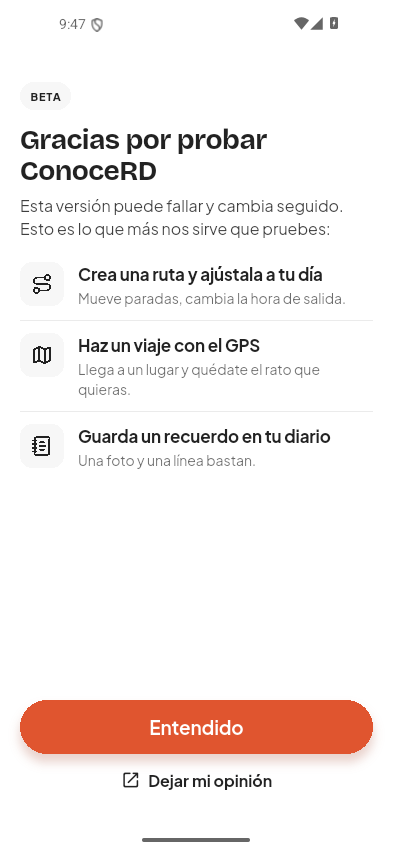 9:47
BETA
Gracias por probar
ConoceRD
Esta versión puede fallar y cambia seguido.
Esto es lo que más nos sirve que pruebes:
Crea una ruta y ajústala a tu día
Mueve paradas, cambia la hora de salida.
Haz un viaje con el GPS
Llega a un lugar y quédate el rato que
quieras.
Guarda un recuerdo en tu diario
Una foto y una línea bastan.
Entendido
Dejar mi opinión